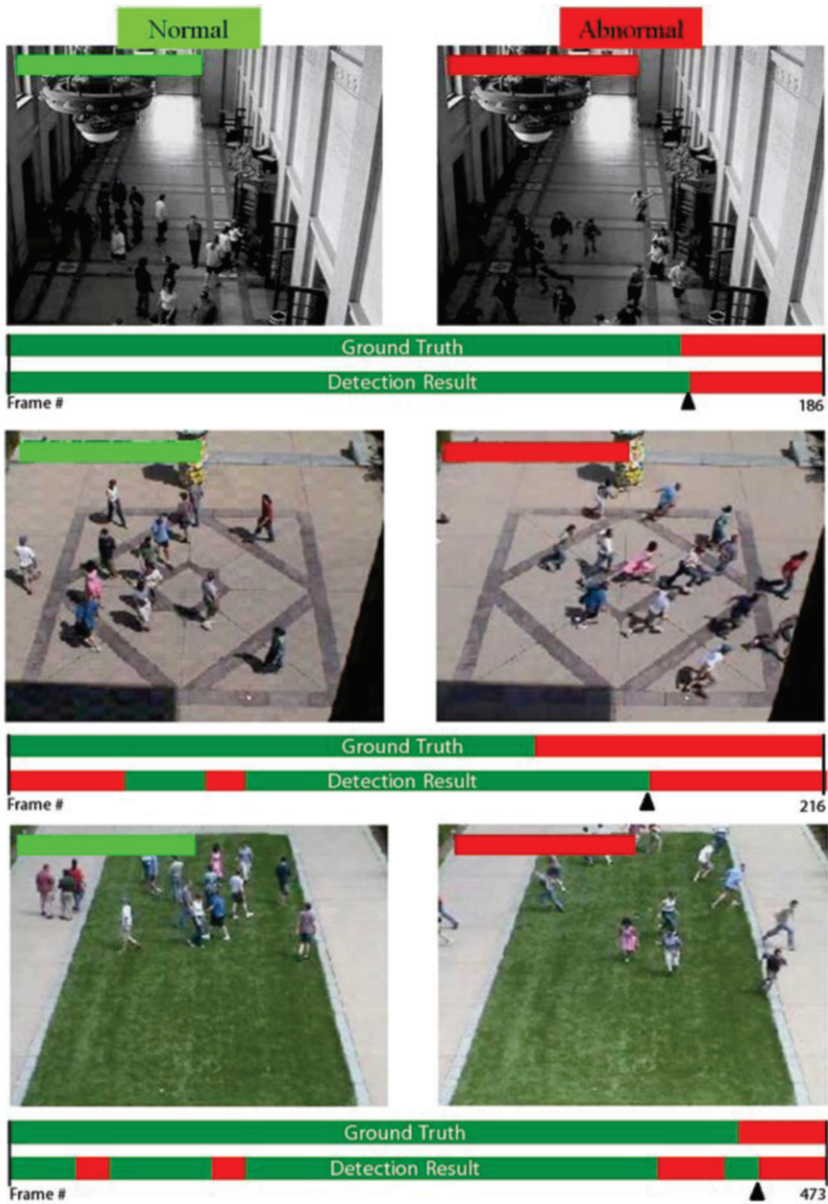 Normal Abnormal
Ground Truth
Detection Result
Frame # 186
Ground Truth
Detection Result
Frame # 216
Ground Truth
Detection Result
Frame # 473